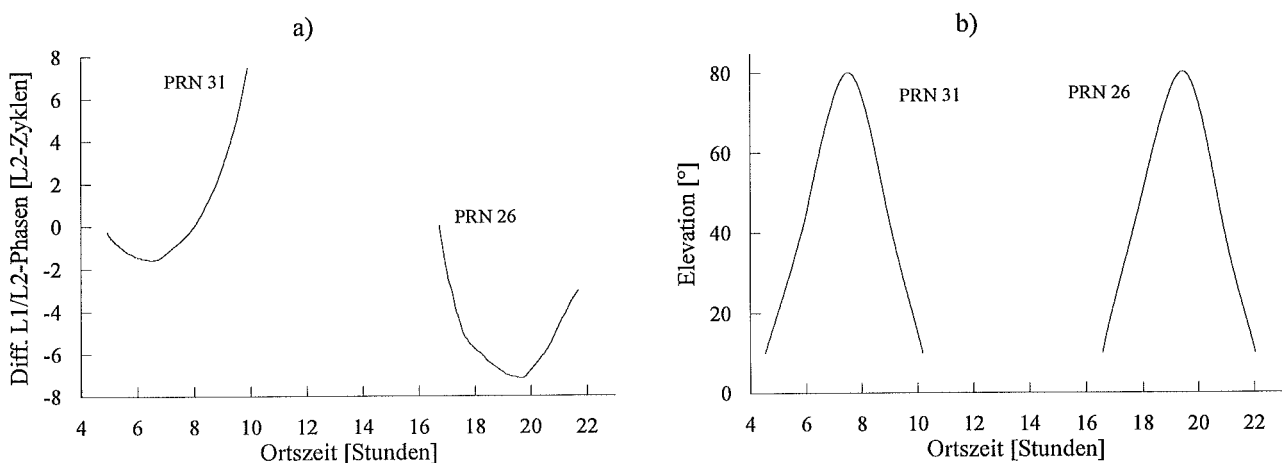 a)
Diff. L1/L2-Phasen [L2-Zyklen]
8
6
4
2
0
-2
-4
-6
-8
PRN 31
PRN 26
4 6 8 10 12 14 16 18 20 22
Ortszeit [Stunden]
b)
Elevation [°]
80
60
40
20
0
PRN 31
PRN 26
4 6 8 10 12 14 16 18 20 22
Ortszeit [Stunden]